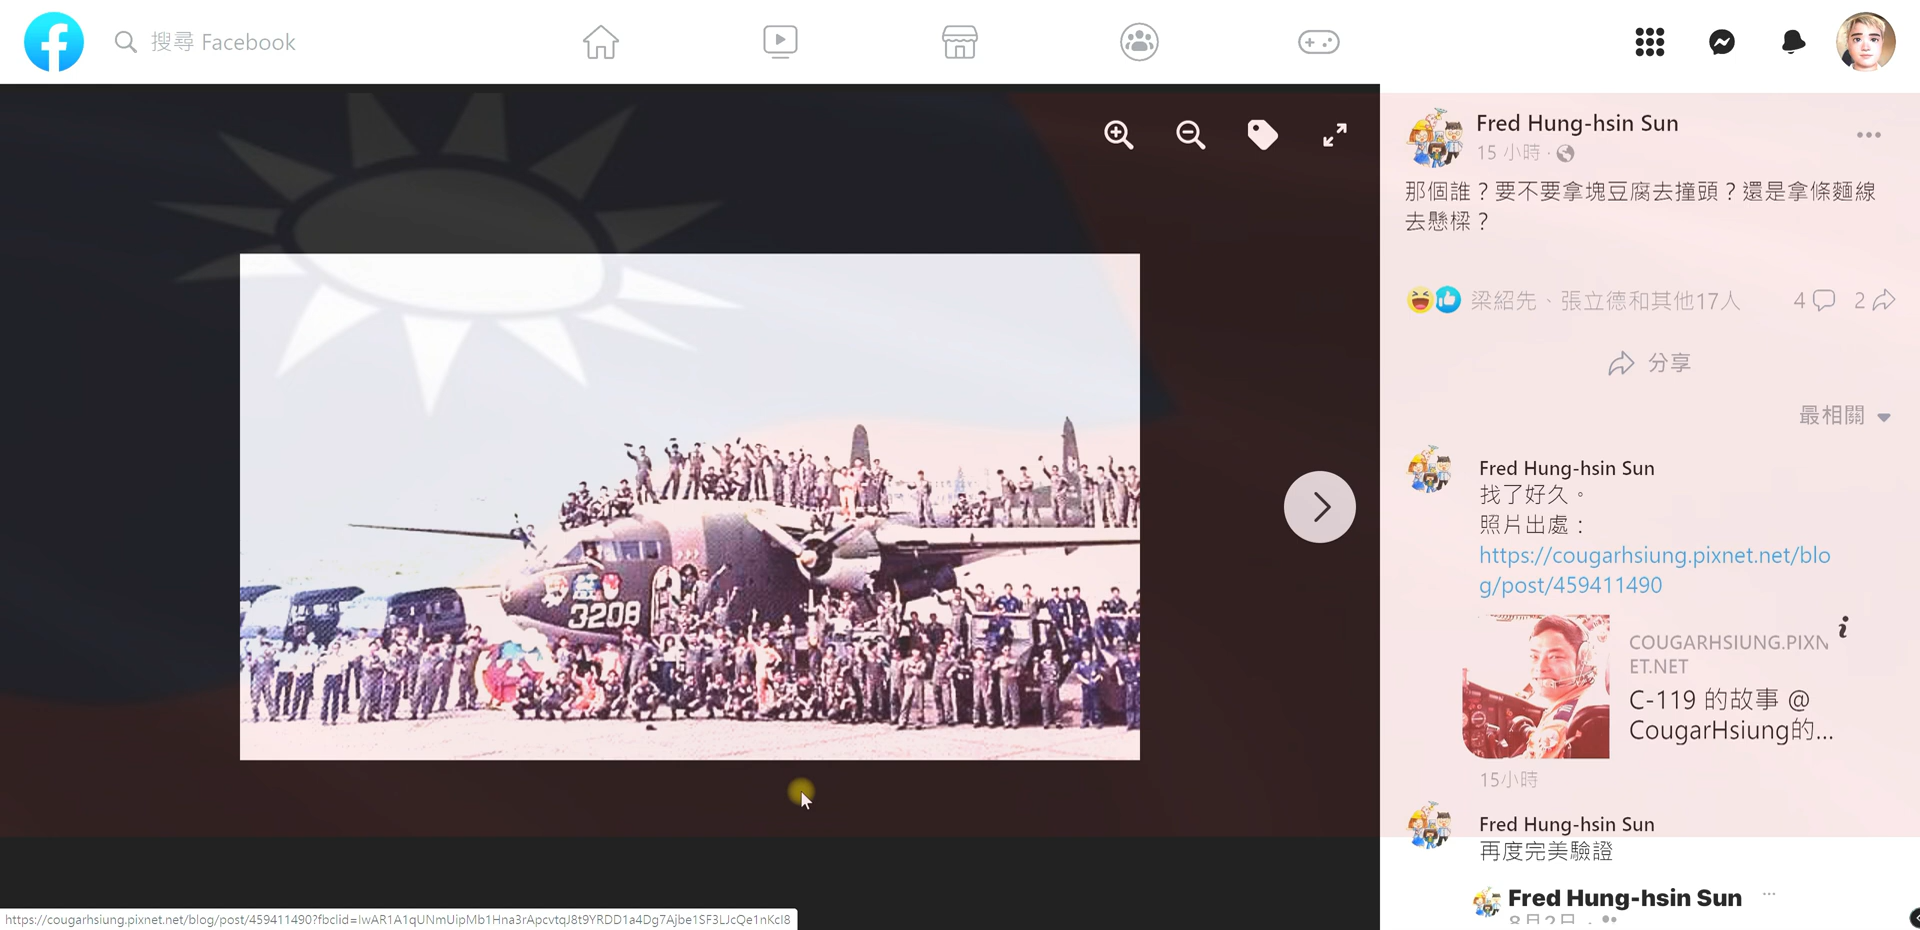 搜尋 Facebook
Fred Hung-hsin Sun
15 小時 ·
那個誰？要不要拿塊豆腐去撞頭？還是拿條麵線
去懸樑？
梁紹先、張立德和其他17人
4
2
分享
最相關
Fred Hung-hsin Sun
找了好久。
照片出處：
https://cougarhsiung.pixnet.net/blo
g/post/459411490
COUGARHSIUNG.PIXN
ET.NET
C-119 的故事 @
CougarHsiung的...
15小時
Fred Hung-hsin Sun
再度完美驗證
Fred Hung-hsin Sun
8月2日 ·
3208
https://cougarhsiung.pixnet.net/blog/post/459411490?fbclid=IwAR1A1qUNmUipMb1Hna3rApcvtqJ8t9YRDD1a4Dg7Ajbe1SF3LJcQe1nKcI8